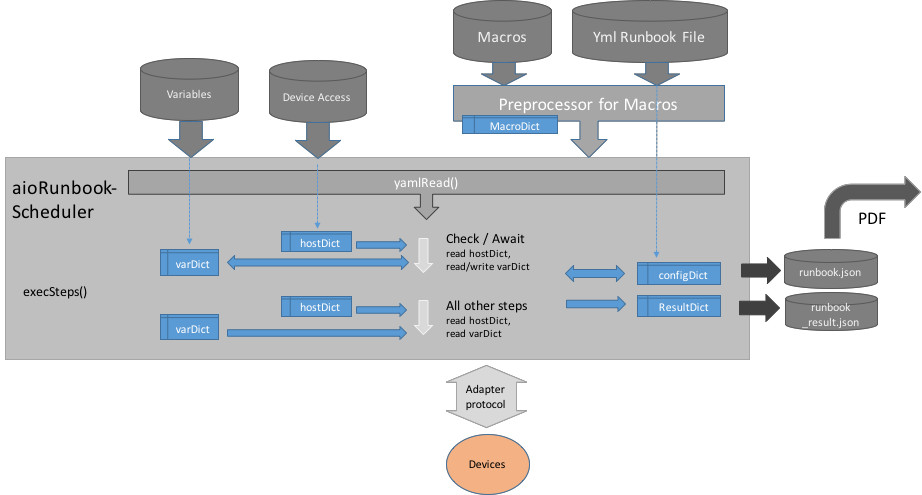 Macros
Yml Runbook File
Variables
Device Access
Preprocessor for Macros
MacroDict
aioRunbook-
Scheduler
yamlRead()
PDF
hostDict
Check / Await
read hostDict,
read/write varDict
varDict
configDict
runbook.json
execSteps()
hostDict
All other steps
read hostDict,
read varDict
varDict
ResultDict
runbook
_result.json
Adapter
protocol
Devices